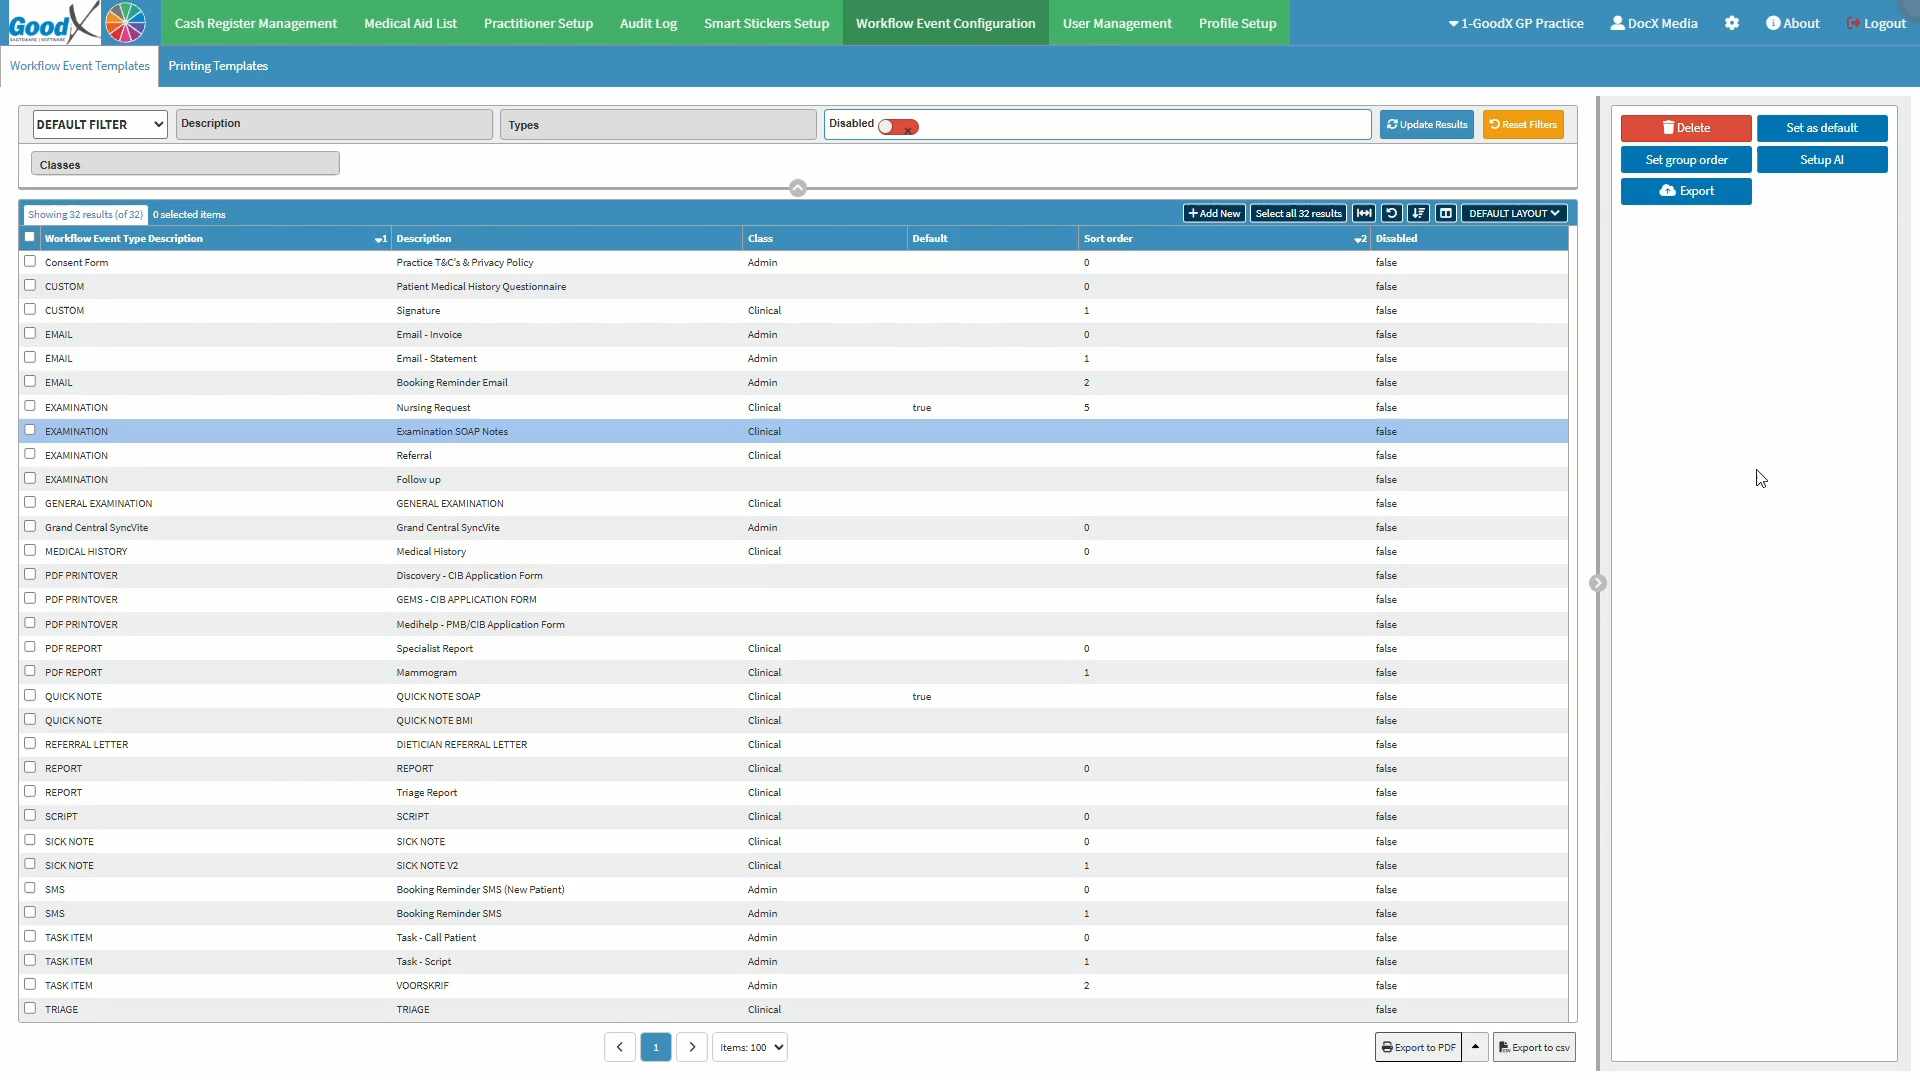 GoodX
EASTEWARE | SOFTWARE
Cash Register Management Medical Aid List Practitioner Setup Audit Log Smart Stickers Setup Workflow Event Configuration User Management Profile Setup 1-GoodX GP Practice DocX Media About Logout
Workflow Event Templates Printing Templates
DEFAULT FILTER Description Types Disabled Update Results Reset Filters
Classes
Delete Set as default
Set group order Setup AI
Export
Showing 32 results (of 32) 0 selected items Add New Select all 32 results DEFAULT LAYOUT
Workflow Event Type Description 1 Description Class Default Sort order 2 Disabled
Consent Form Practice T&C's & Privacy Policy Admin 0 false
CUSTOM Patient Medical History Questionnaire 0 false
CUSTOM Signature Clinical 1 false
EMAIL Email - Invoice Admin 0 false
EMAIL Email - Statement Admin 1 false
EMAIL Booking Reminder Email Admin 2 false
EXAMINATION Nursing Request Clinical true 5 false
EXAMINATION Examination SOAP Notes Clinical false
EXAMINATION Referral Clinical false
EXAMINATION Follow up false
GENERAL EXAMINATION GENERAL EXAMINATION Clinical false
Grand Central SyncVite Grand Central SyncVite Admin 0 false
MEDICAL HISTORY Medical History Clinical 0 false
PDF PRINTOVER Discovery - CIB Application Form false
PDF PRINTOVER GEMS - CIB APPLICATION FORM false
PDF PRINTOVER Medihelp - PMB/CIB Application Form false
PDF REPORT Specialist Report Clinical 0 false
PDF REPORT Mammogram Clinical 1 false
QUICK NOTE QUICK NOTE SOAP Clinical true false
QUICK NOTE QUICK NOTE BMI Clinical false
REFERRAL LETTER DIETICIAN REFERRAL LETTER Clinical false
REPORT REPORT Clinical 0 false
REPORT Triage Report Clinical false
SCRIPT SCRIPT Clinical 0 false
SICK NOTE SICK NOTE Clinical 0 false
SICK NOTE SICK NOTE V2 Clinical 1 false
SMS Booking Reminder SMS (New Patient) Admin 0 false
SMS Booking Reminder SMS Admin 1 false
TASK ITEM Task - Call Patient Admin 0 false
TASK ITEM Task - Script Admin 1 false
TASK ITEM VOORSKRIF Admin 2 false
TRIAGE TRIAGE Clinical false
1 Items: 100 Export to PDF Export to csv